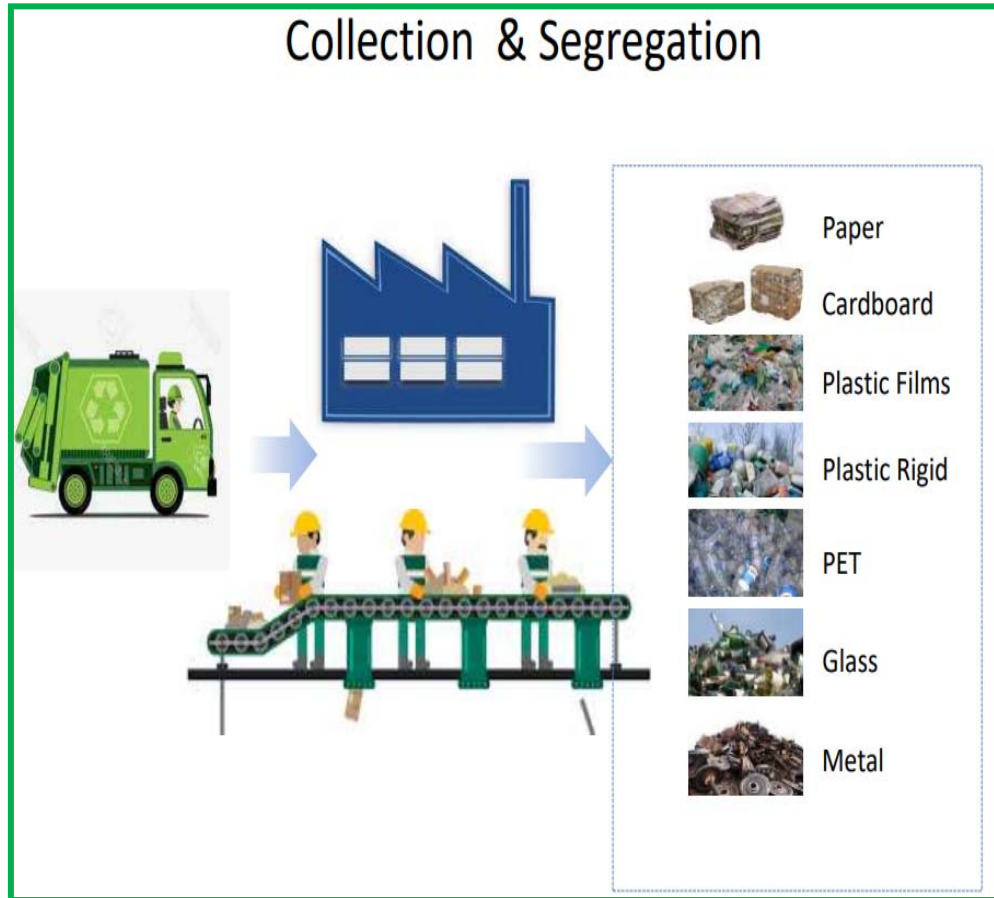 Collection & Segregation
Paper
Cardboard
Plastic Films
Plastic Rigid
PET
Glass
Metal